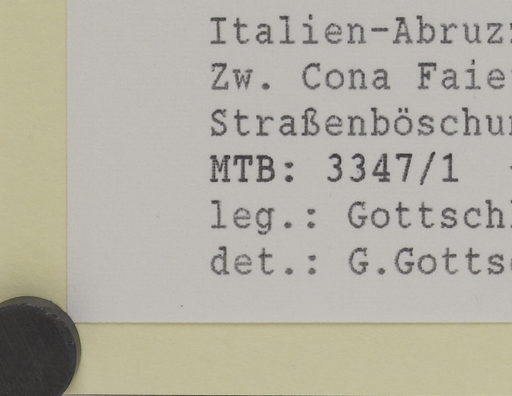 Italien-Abruz
Zw. Cona Faie
Straßenböschu
MTB: 3347/1
leg.: Gottsch
det.: G.Gotts